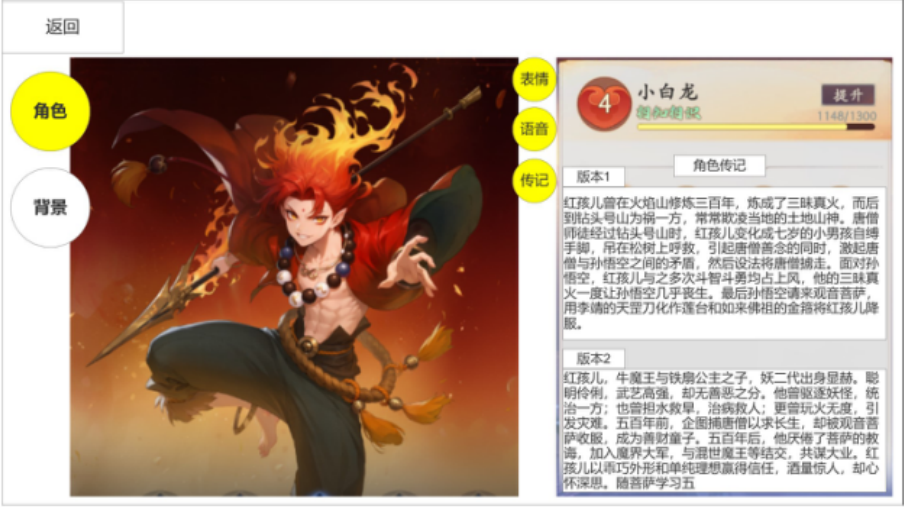 返回
角色
背景
表情
语音
传记
4
小白龙
相知相识
提升
1148/1300
角色传记
版本1
红孩儿曾在火焰山修炼三百年，炼成了三昧真火，而后
到钻头号山为祸一方，常常欺凌当地的土地山神。唐僧
师徒经过钻头号山时，红孩儿变化成七岁的小男孩自缚
手脚，吊在松树上呼救，引起唐僧善念的同时，激起唐
僧与孙悟空之间的矛盾，然后设法将唐僧掳走。面对孙
悟空，红孩儿与之多次斗智斗勇均占上风，他的三昧真
火一度让孙悟空几乎丧生。最后孙悟空请来观音菩萨，
用李靖的天罡刀化作莲台和如来佛祖的金箍将红孩儿降
服。
版本2
红孩儿，牛魔王与铁扇公主之子，妖二代出身显赫。聪
明伶俐，武艺高强，却无善恶之分。他曾驱逐妖怪，统
治一方；也曾担水救旱，治病救人；更曾玩火无度，引
发灾难。五百年前，企图捕唐僧以求长生，却被观音菩
萨收服，成为善财童子。五百年后，他厌倦了菩萨的教
诲，加入魔界大军，与混世魔王等结交，共谋大业。红
孩儿以乖巧外形和单纯理想赢得信任，酒量惊人，却心
怀深思。随菩萨学习五